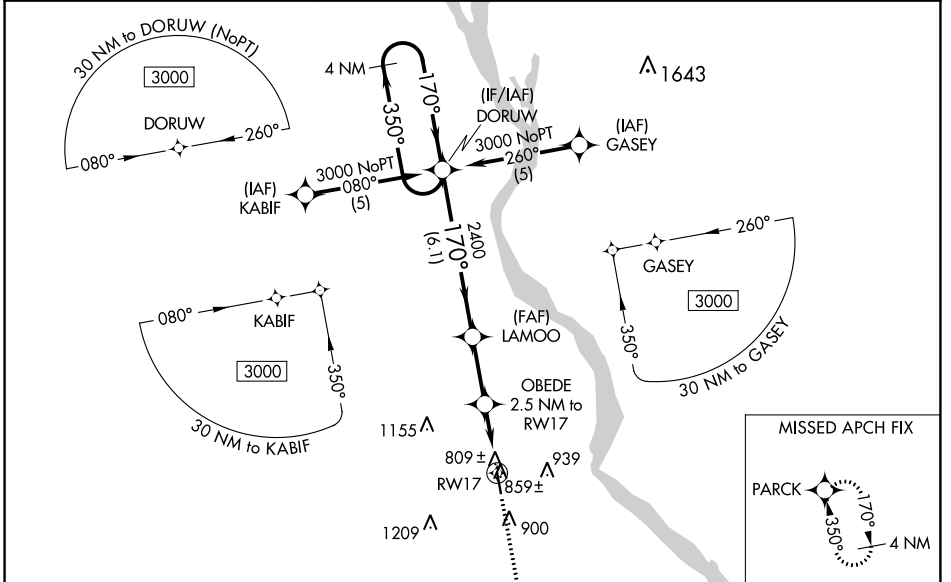 30 NM to DORUW (NoPT)
3000
DORUW
080°
260°
4 NM
170°
350°
(IF/IAF)
DORUW
1643
(IAF)
GASEY
3000 NoPT
260°
(5)
3000 NoPT
080°
(5)
(IAF)
KABIF
2400
170°
(6.1)
260°
GASEY
3000
350°
30 NM to GASEY
080°
KABIF
3000
350°
30 NM to KABIF
(FAF)
LAMOO
OBEDE
2.5 NM to
RW17
1155
809 ±
939
RW17
859 ±
1209
900
MISSED APCH FIX
PARCK
170°
350°
4 NM